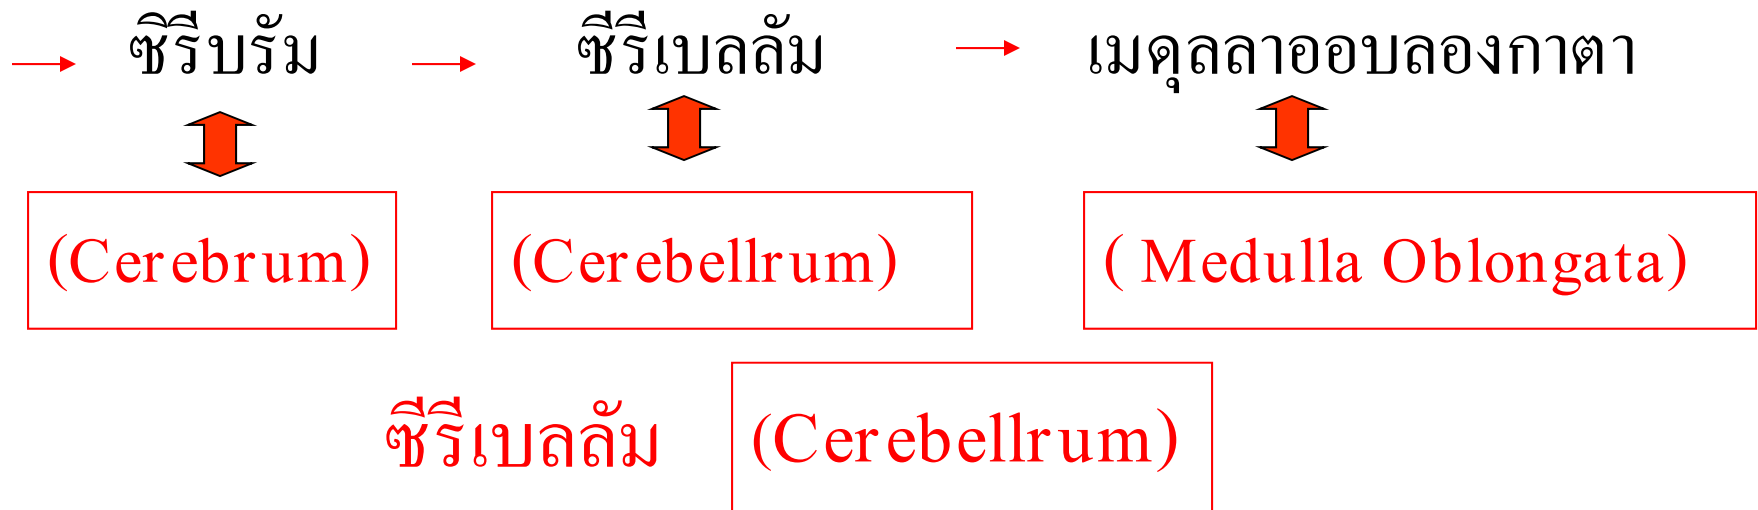 ซิรีบรัม ซีรีเบลลัม เมดุลลาออบลองกาตา
(Cerebrum) (Cerebellrum) ( Medulla Oblongata)
ซีรีเบลลัม (Cerebellrum)